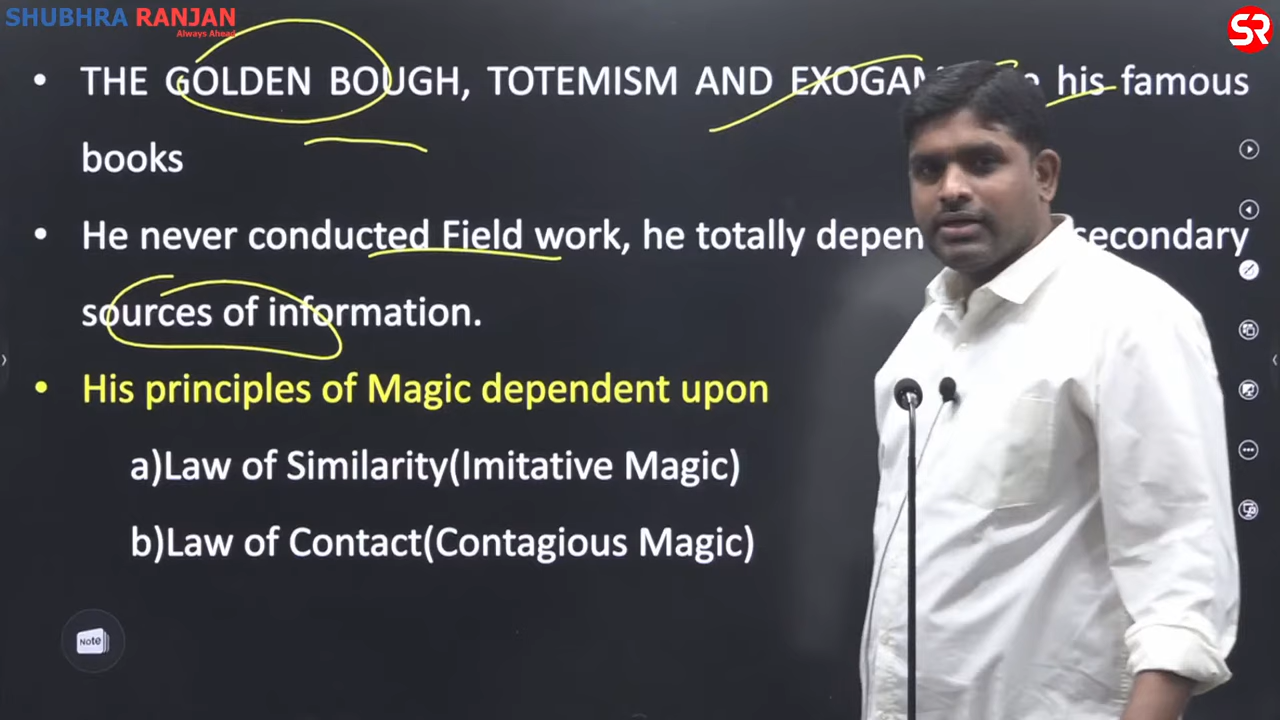 SHUBHRA RANJAN
Always Ahead
SR
• THE GOLDEN BOUGH, TOTEMISM AND his famous
books
• He never conducted Field work, he totally secondary
sources of information.
• His principles of Magic dependent upon
a)Law of Similarity(Imitative Magic)
b)Law of Contact(Contagious Magic)
Note